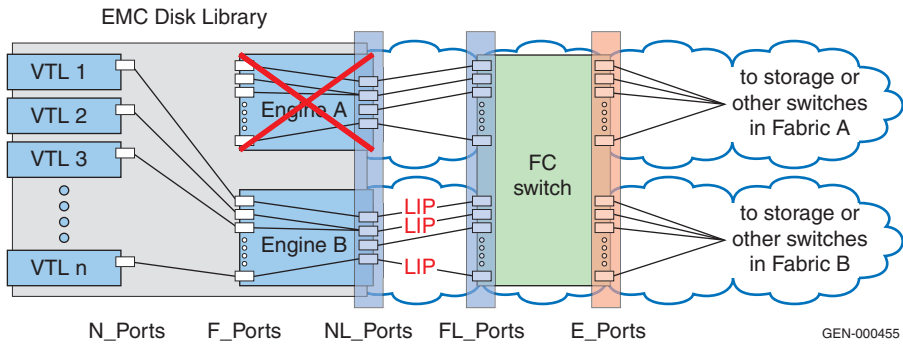 EMC Disk Library
VTL 1
VTL 2
VTL 3
VTL n
Engine A
Engine B
LIP
LIP
LIP
FC
switch
to storage or
other switches
in Fabric A
to storage or
other switches
in Fabric B
N_Ports
F_Ports
NL_Ports
FL_Ports
E_Ports
GEN-000455